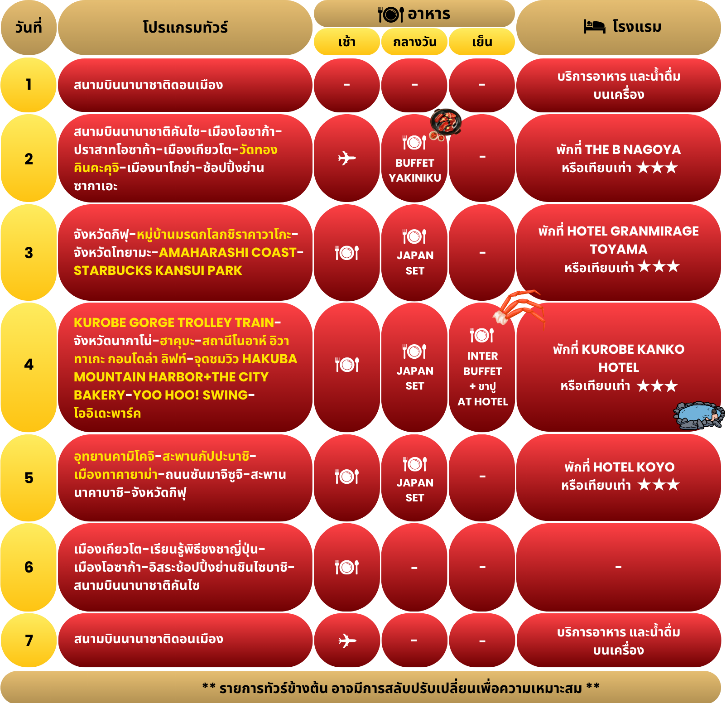 วันที่
โปรแกรมทัวร์
อาหาร
เช้า
กลางวัน
เย็น
โรงแรม
1
สนามบินนานาชาติดอนเมือง
-
-
-
บริการอาหาร และน้ำดื่ม
บนเครื่อง
2
สนามบินนานาชาติคันไซ-เมืองโอซาก้า-
ปราสาทโอซาก้า-เมืองเกียวโต-วัดทอง
คินคะคุจิ-เมืองนาโกย่า-ช้อปปิ้งย่าน
ซากาเอะ
BUFFET
YAKINIKU
-
พักที่ THE B NAGOYA
หรือเทียบเท่า ★★★
3
จังหวัดกิฟุ-หมู่บ้านมรดกโลกชิราคาวาโกะ-
จังหวัดโทยามะ-AMAHARASHI COAST-
STARBUCKS KANSUI PARK
JAPAN
SET
-
พักที่ HOTEL GRANMIRAGE
TOYAMA
หรือเทียบเท่า ★★★
4
KUROBE GORGE TROLLEY TRAIN-
จังหวัดนากาโน่-ฮาคุบะ-สถานีโนอาห์ อิวา
ทาเกะ กอนโดล่า ลิฟท์-จุดชมวิว HAKUBA
MOUNTAIN HARBOR+THE CITY
BAKERY-YOO HOO! SWING-
โออิเดะพาร์ค
JAPAN
SET
INTER
BUFFET
+ ขาปู
AT HOTEL
พักที่ KUROBE KANKO
HOTEL
หรือเทียบเท่า ★★★
5
อุทยานคามิโคจิ-สะพานกัปปะบาชิ-
เมืองทาคายาม่า-ถนนซันมาจิซูจิ-สะพาน
นาคาบาชิ-จังหวัดกิฟุ
JAPAN
SET
-
พักที่ HOTEL KOYO
หรือเทียบเท่า ★★★
6
เมืองเกียวโต-เรียนรู้พิธีชงชาญี่ปุ่น-
เมืองโอซาก้า-อิสระช้อปปิ้งย่านชินไซบาชิ-
สนามบินนานาชาติคันไซ
-
-
-
7
สนามบินนานาชาติดอนเมือง
-
-
บริการอาหาร และน้ำดื่ม
บนเครื่อง
** รายการทัวร์ข้างต้น อาจมีการสลับปรับเปลี่ยนเพื่อความเหมาะสม **